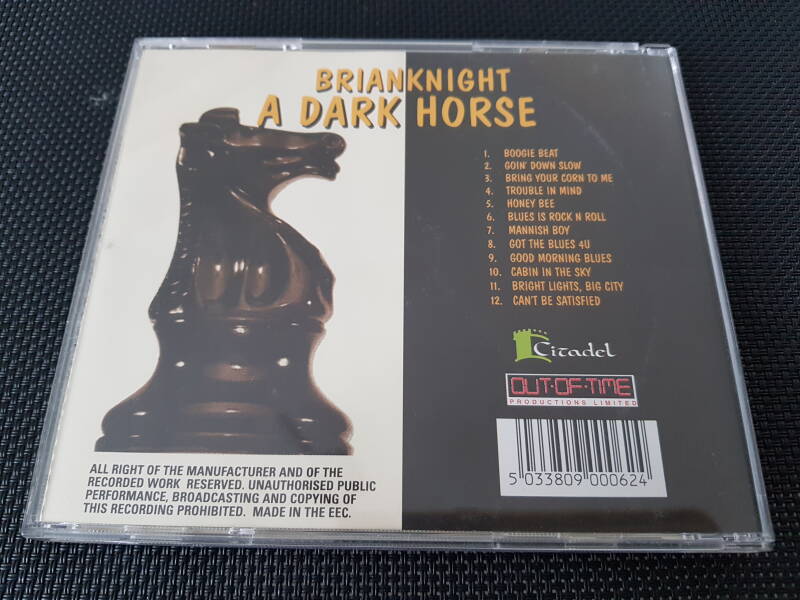 BRIANKNIGHT
A DARK HORSE
1. BOOGIE BEAT
2. GOIN' DOWN SLOW
3. BRING YOUR CORN TO ME
4. TROUBLE IN MIND
5. HONEY BEE
6. BLUES IS ROCK N ROLL
7. MANNISH BOY
8. GOT THE BLUES 4U
9. GOOD MORNING BLUES
10. CABIN IN THE SKY
11. BRIGHT LIGHTS, BIG CITY
12. CAN'T BE SATISFIED
Citadel
OUT·OF·TIME
PRODUCTIONS LIMITED
5 033809 000624
ALL RIGHT OF THE MANUFACTURER AND OF THE
RECORDED WORK RESERVED. UNAUTHORISED PUBLIC
PERFORMANCE, BROADCASTING AND COPYING OF
THIS RECORDING PROHIBITED. MADE IN THE EEC.